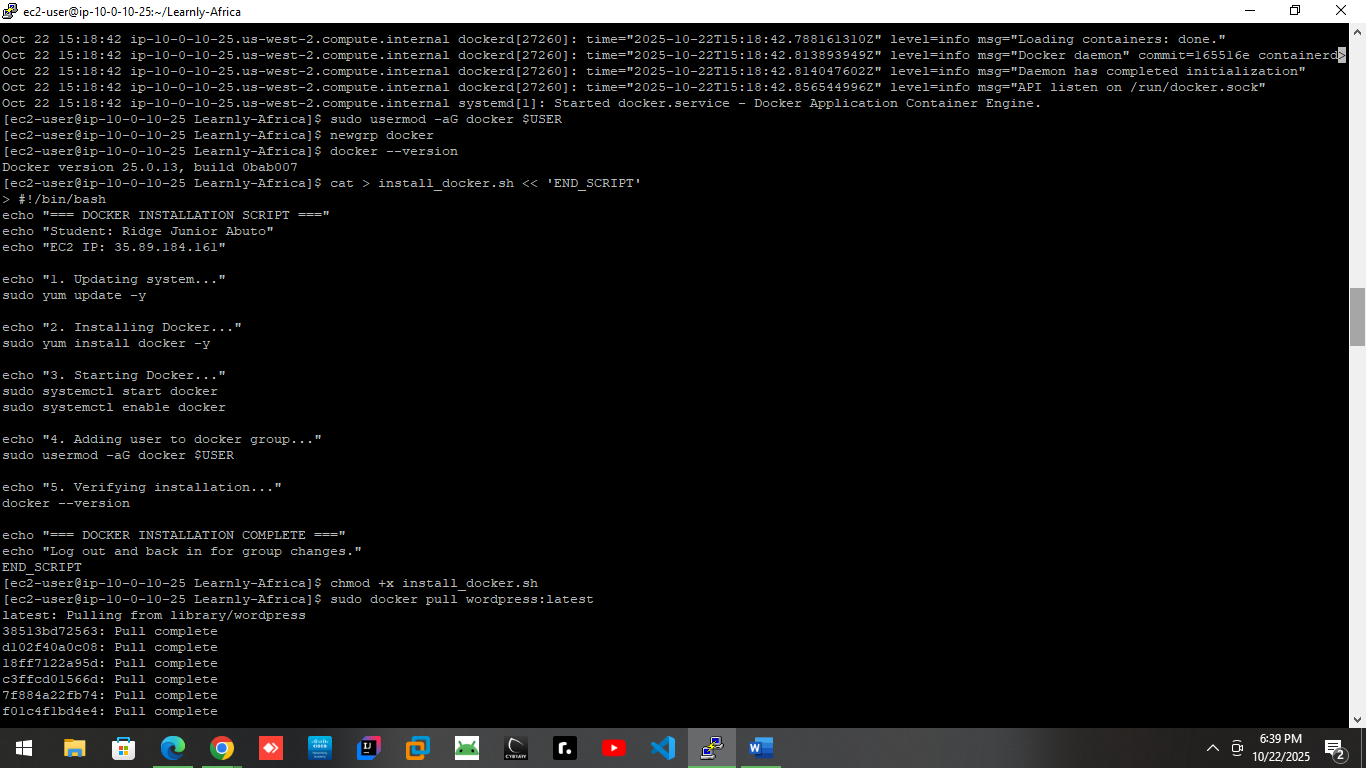 ec2-user@ip-10-0-10-25:~/Learnly-Africa
Oct 22 15:18:42 ip-10-0-10-25.us-west-2.compute.internal dockerd[27260]: time="2025-10-22T15:18:42.788161310Z" level=info msg="Loading containers: done."
Oct 22 15:18:42 ip-10-0-10-25.us-west-2.compute.internal dockerd[27260]: time="2025-10-22T15:18:42.813893949Z" level=info msg="Docker daemon" commit=165516e containerd>
Oct 22 15:18:42 ip-10-0-10-25.us-west-2.compute.internal dockerd[27260]: time="2025-10-22T15:18:42.814047602Z" level=info msg="Daemon has completed initialization"
Oct 22 15:18:42 ip-10-0-10-25.us-west-2.compute.internal dockerd[27260]: time="2025-10-22T15:18:42.856544996Z" level=info msg="API listen on /run/docker.sock"
Oct 22 15:18:42 ip-10-0-10-25.us-west-2.compute.internal systemd[1]: Started docker.service - Docker Application Container Engine.
[ec2-user@ip-10-0-10-25 Learnly-Africa]$ sudo usermod -aG docker $USER
[ec2-user@ip-10-0-10-25 Learnly-Africa]$ newgrp docker
[ec2-user@ip-10-0-10-25 Learnly-Africa]$ docker --version
Docker version 25.0.13, build 0bab007
[ec2-user@ip-10-0-10-25 Learnly-Africa]$ cat > install_docker.sh << 'END_SCRIPT'
> #!/bin/bash
echo "=== DOCKER INSTALLATION SCRIPT ==="
echo "Student: Ridge Junior Abuto"
echo "EC2 IP: 35.89.184.161"
echo "1. Updating system..."
sudo yum update -y
echo "2. Installing Docker..."
sudo yum install docker -y
echo "3. Starting Docker..."
sudo systemctl start docker
sudo systemctl enable docker
echo "4. Adding user to docker group..."
sudo usermod -aG docker $USER
echo "5. Verifying installation..."
docker --version
echo "=== DOCKER INSTALLATION COMPLETE ==="
echo "Log out and back in for group changes."
END_SCRIPT
[ec2-user@ip-10-0-10-25 Learnly-Africa]$ chmod +x install_docker.sh
[ec2-user@ip-10-0-10-25 Learnly-Africa]$ sudo docker pull wordpress:latest
latest: Pulling from library/wordpress
38513bd72563: Pull complete
d102f40a0c08: Pull complete
18ff7122a95d: Pull complete
c3ffcd01566d: Pull complete
7f884a22fb74: Pull complete
f01c4f1bd4e4: Pull complete
6:39 PM
10/22/2025
2